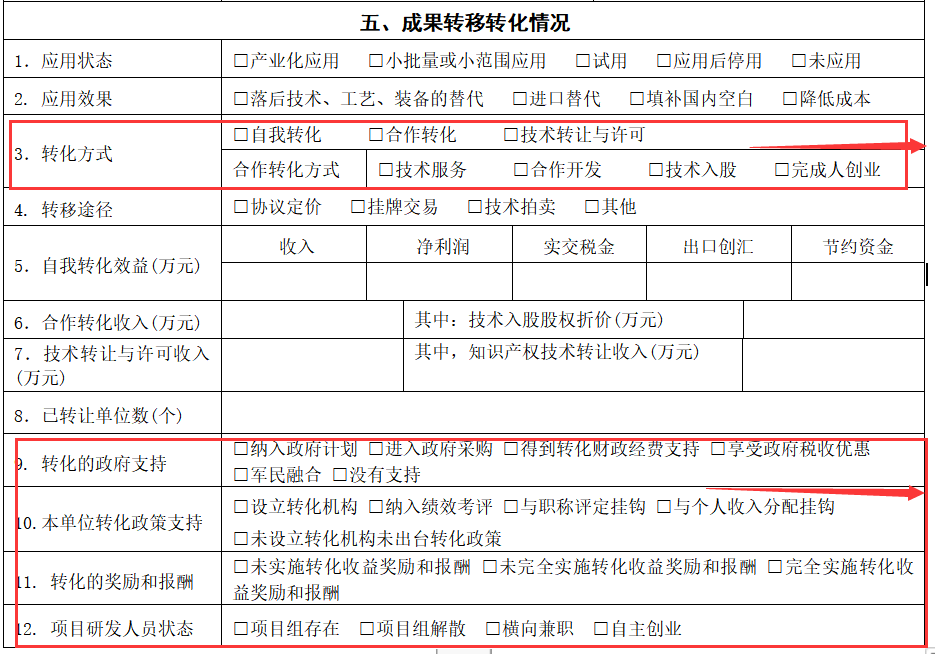 五、成果转移转化情况
1. 应用状态 □产业化应用 □小批量或小范围应用 □试用 □应用后停用 □未应用
2. 应用效果 □落后技术、工艺、装备的替代 □进口替代 □填补国内空白 □降低成本
3. 转化方式 □自我转化 □合作转化 □技术转让与许可
合作转化方式 □技术服务 □合作开发 □技术入股 □完成人创业
4. 转移途径 □协议定价 □挂牌交易 □技术拍卖 □其他
收入 净利润 实交税金 出口创汇 节约资金
5. 自我转化效益(万元)
6. 合作转化收入(万元) 其中：技术入股股权折价(万元)
7. 技术转让与许可收入 其中，知识产权技术转让收入(万元)
(万元)
8. 已转让单位数(个)
9. 转化的政府支持 □纳入政府计划 □进入政府采购 □得到转化财政经费支持 □享受政府税收优惠
□军民融合 □没有支持
10.本单位转化政策支持 □设立转化机构 □纳入绩效考评 □与职称评定挂钩 □与个人收入分配挂钩
□未设立转化机构未出台转化政策
11. 转化的奖励和报酬 □未实施转化收益奖励和报酬 □未完全实施转化收益奖励和报酬 □完全实施转化收
益奖励和报酬
12. 项目研发人员状态 □项目组存在 □项目组解散 □横向兼职 □自主创业